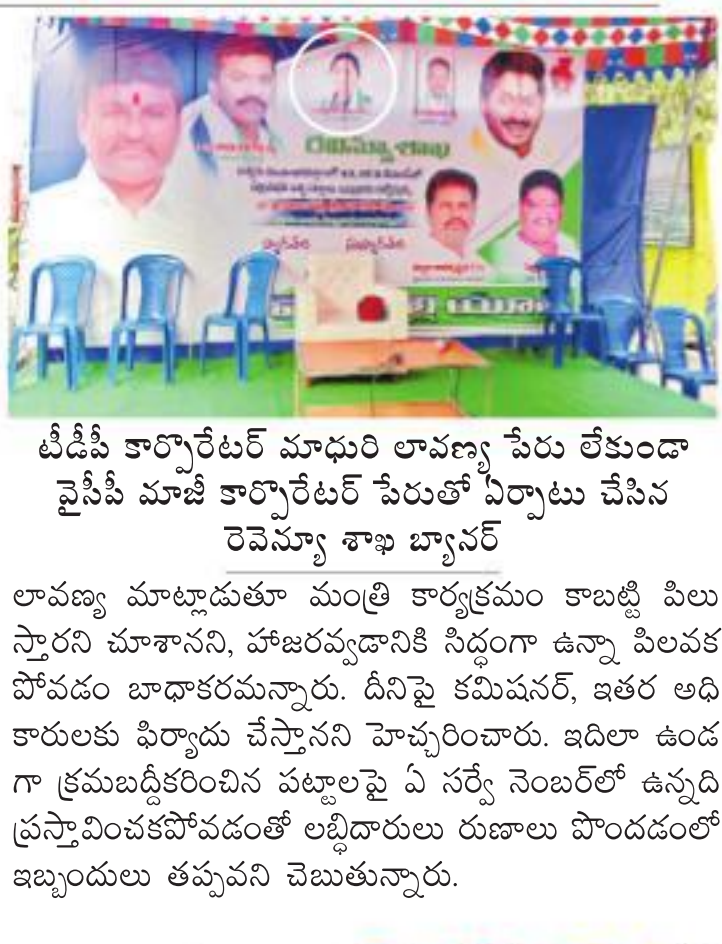 రెవిన్యూశాఖ
టీడీపీ కార్పొరేటర్ మాధురి లావణ్య పేరు లేకుండా
వైసీపీ మాజీ కార్పొరేటర్ పేరుతో ఏర్పాటు చేసిన
రెవెన్యూ శాఖ బ్యానర్
లావణ్య మాట్లాడుతూ మంత్రి కార్యక్రమం కాబట్టి పిలు
స్తారని చూశానని, హాజరవ్వడానికి సిద్ధంగా ఉన్నా పిలవక
పోవడం బాధాకరమన్నారు. దీనిపై కమిషనర్, ఇతర అధి
కారులకు ఫిర్యాదు చేస్తానని హెచ్చరించారు. ఇదిలా ఉండ
గా క్రమబద్దీకరించిన పట్టాలపై ఏ సర్వే నెంబర్‌లో ఉన్నది
ప్రస్తావించకపోవడంతో లబ్ధిదారులు రుణాలు పొందడంలో
ఇబ్బందులు తప్పవని చెబుతున్నారు.